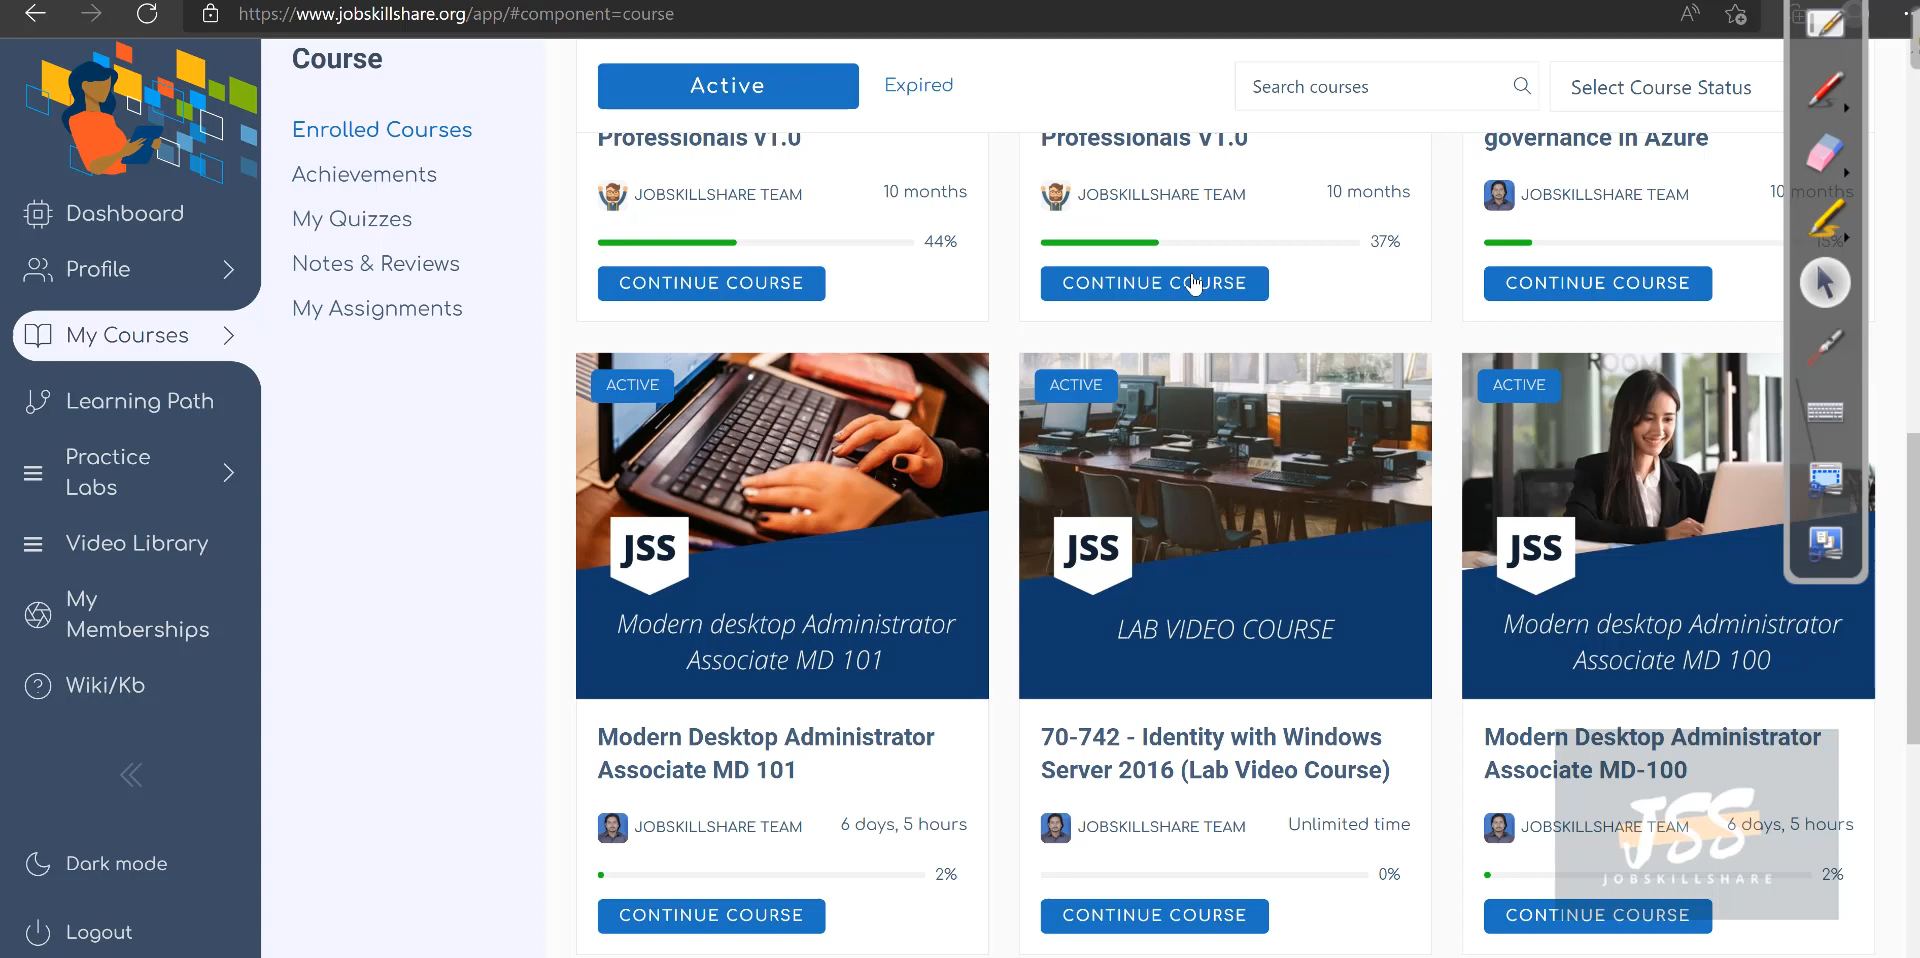 https://www.jobskillshare.org/app/#component=course
Dashboard
Profile
My Courses
Learning Path
Practice
Labs
Video Library
My
Memberships
Wiki/Kb
Dark mode
Logout
Course
Enrolled Courses
Achievements
My Quizzes
Notes & Reviews
My Assignments
Active
Expired
Search courses
Select Course Status
Professionals V1.0
JOBSKILLSHARE TEAM
10 months
44%
CONTINUE COURSE
Professionals V1.0
JOBSKILLSHARE TEAM
10 months
37%
CONTINUE COURSE
governance in Azure
JOBSKILLSHARE TEAM
10 months
15%
CONTINUE COURSE
ACTIVE
JSS
Modern desktop Administrator
Associate MD 101
Modern Desktop Administrator
Associate MD 101
JOBSKILLSHARE TEAM
6 days, 5 hours
2%
CONTINUE COURSE
ACTIVE
JSS
LAB VIDEO COURSE
70-742 - Identity with Windows
Server 2016 (Lab Video Course)
JOBSKILLSHARE TEAM
Unlimited time
0%
CONTINUE COURSE
ROOM
ACTIVE
JSS
Modern desktop Administrator
Associate MD 100
Modern Desktop Administrator
Associate MD-100
JOBSKILLSHARE TEAM
6 days, 5 hours
2%
CONTINUE COURSE
JSS
JOBSKILLSHARE